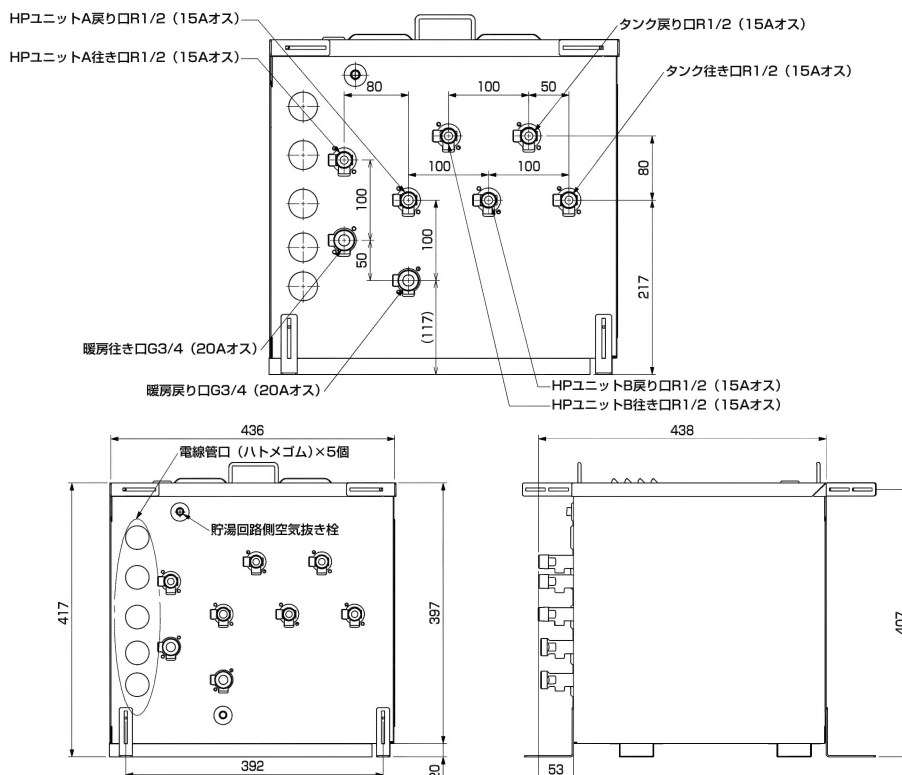 HPユニットA戻り口R1/2（15Aオス）
タンク戻り口R1/2（15Aオス）
HPユニットA往き口R1/2（15Aオス）
タンク往き口R1/2（15Aオス）
80
100
50
100
100
80
100
100
50
217
(117)
暖房往き口G3/4（20Aオス）
暖房戻り口G3/4（20Aオス）
HPユニットB戻り口R1/2（15Aオス）
HPユニットB往き口R1/2（15Aオス）
436
438
電線管口（ハトメゴム）×5個
貯湯回路側空気抜き栓
417
397
407
392
20
53